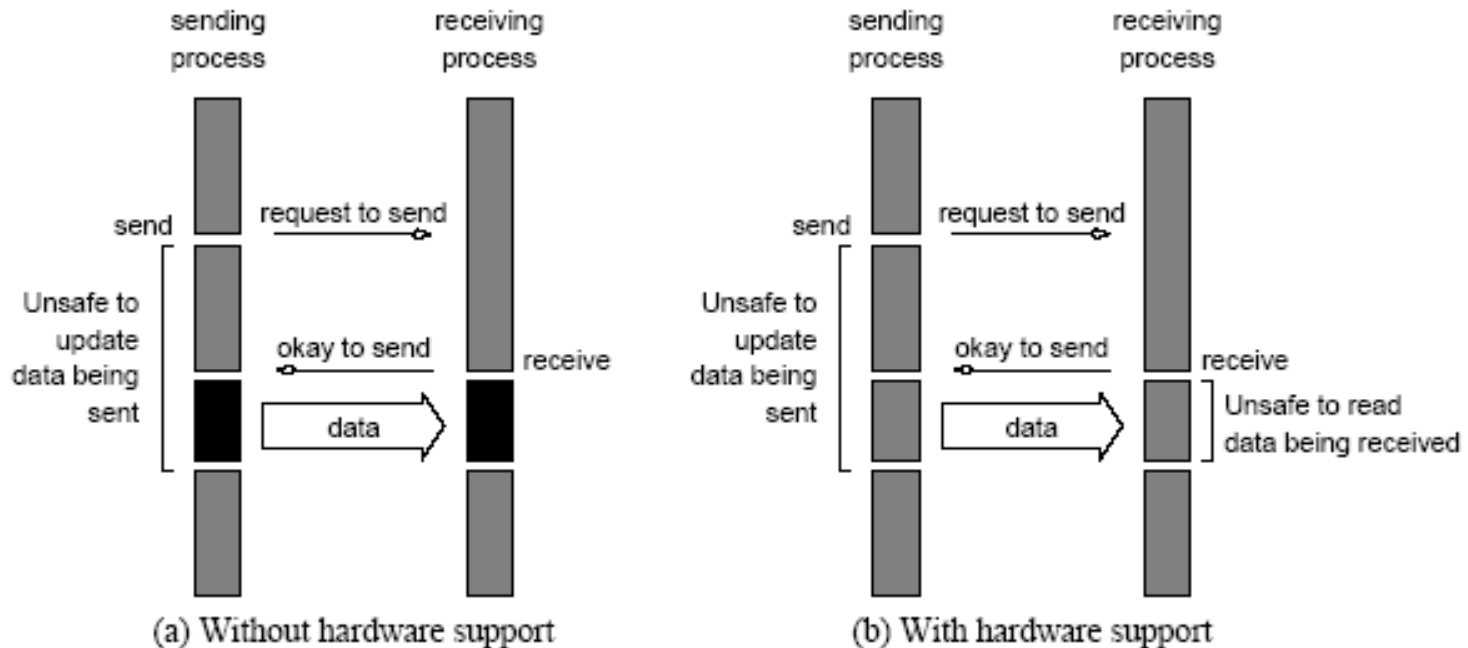 sending
process
receiving
process
send
request to send
Unsafe to
update
data being
sent
okay to send
receive
data
(a) Without hardware support
sending
process
receiving
process
send
request to send
Unsafe to
update
data being
sent
okay to send
receive
data
Unsafe to read
data being received
(b) With hardware support